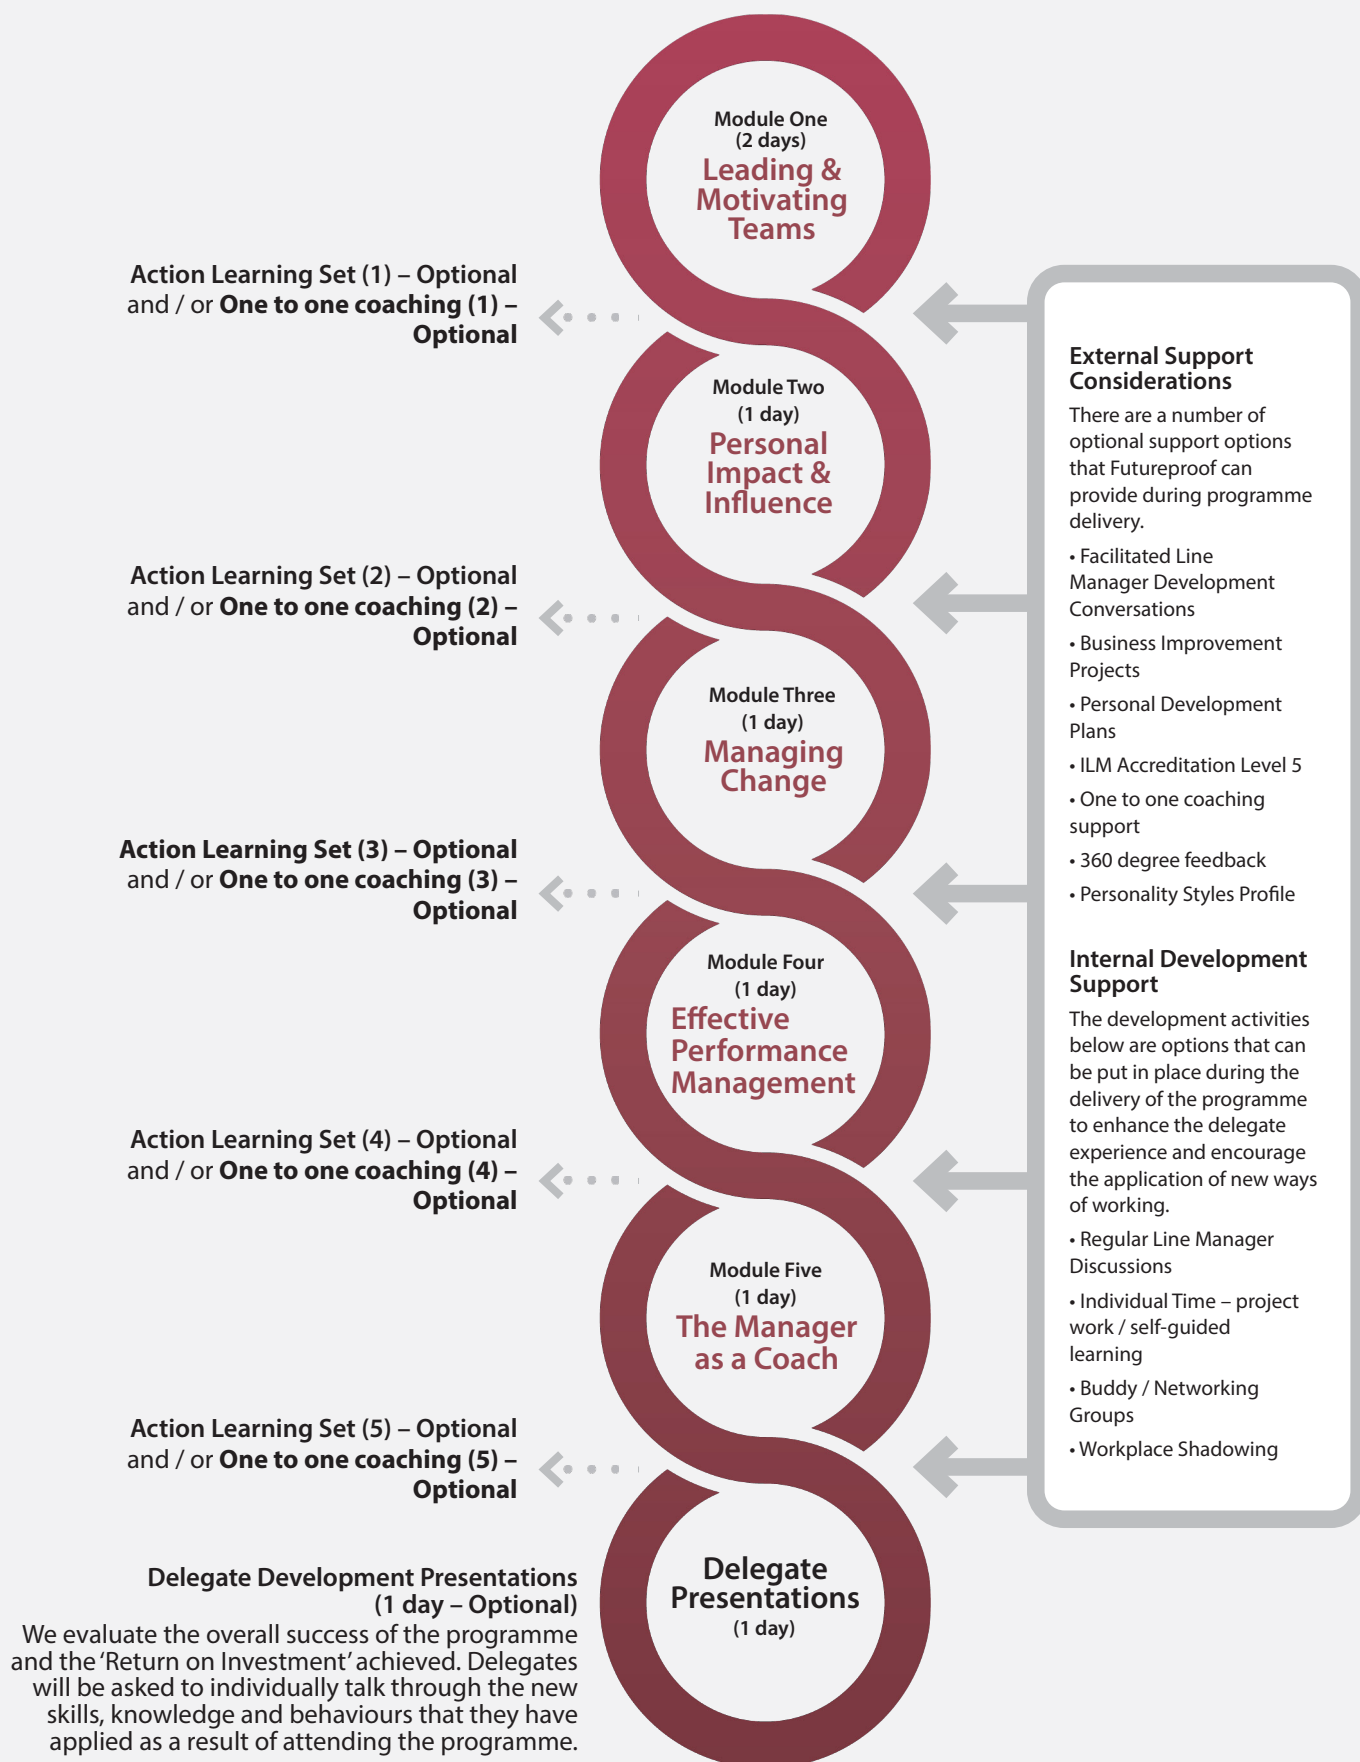 Module One
(2 days)
Leading &
Motivating
Teams
Action Learning Set (1) – Optional
and / or One to one coaching (1) –
Optional
Module Two
(1 day)
Personal
Impact &
Influence
Action Learning Set (2) – Optional
and / or One to one coaching (2) –
Optional
Module Three
(1 day)
Managing
Change
Action Learning Set (3) – Optional
and / or One to one coaching (3) –
Optional
Module Four
(1 day)
Effective
Performance
Management
Action Learning Set (4) – Optional
and / or One to one coaching (4) –
Optional
Module Five
(1 day)
The Manager
as a Coach
Action Learning Set (5) – Optional
and / or One to one coaching (5) –
Optional
Delegate
Presentations
(1 day)
Delegate Development Presentations
(1 day – Optional)
We evaluate the overall success of the programme
and the ‘Return on Investment’ achieved. Delegates
will be asked to individually talk through the new
skills, knowledge and behaviours that they have
applied as a result of attending the programme.
External Support
Considerations
There are a number of
optional support options
that Futureproof can
provide during programme
delivery.
• Facilitated Line
Manager Development
Conversations
• Business Improvement
Projects
• Personal Development
Plans
• ILM Accreditation Level 5
• One to one coaching
support
• 360 degree feedback
• Personality Styles Profile
Internal Development
Support
The development activities
below are options that can
be put in place during the
delivery of the programme
to enhance the delegate
experience and encourage
the application of new ways
of working.
• Regular Line Manager
Discussions
• Individual Time – project
work / self-guided
learning
• Buddy / Networking
Groups
• Workplace Shadowing